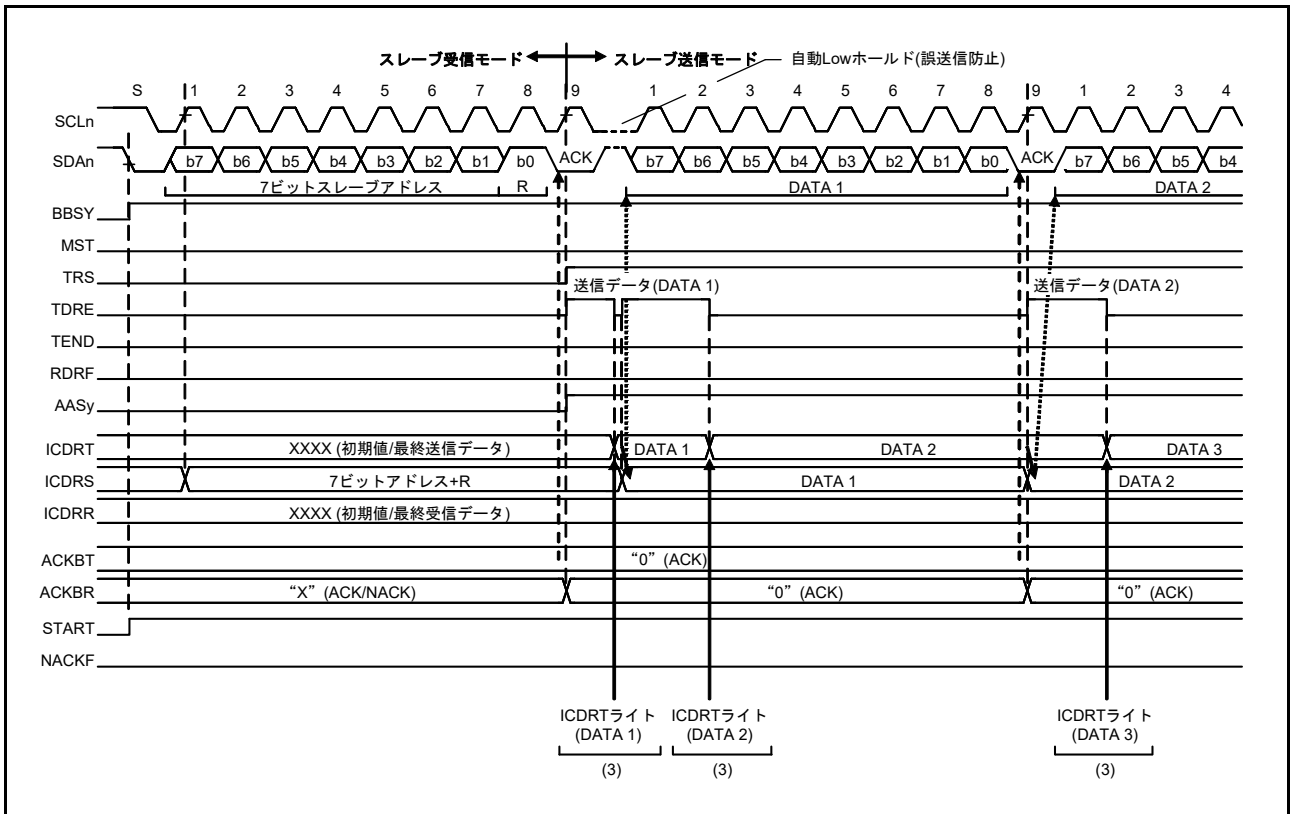 スレーブ受信モード スレーブ送信モード 自動Lowホールド(誤送信防止)
S 1 2 3 4 5 6 7 8 9 1 2 3 4 5 6 7 8 9 1 2 3 4
SCLn
SDAn b7 b6 b5 b4 b3 b2 b1 b0 ACK b7 b6 b5 b4 b3 b2 b1 b0 ACK b7 b6 b5 b4
7ビットスレーブアドレス R DATA 1 DATA 2
BBSY
MST
TRS
送信データ(DATA 1) 送信データ(DATA 2)
TDRE
TEND
RDRF
AASy
ICDRT XXXX (初期値/最終送信データ) DATA 1 DATA 2 DATA 3
ICDRS 7ビットアドレス+R DATA 1 DATA 2
ICDRR XXXX (初期値/最終受信データ)
ACKBT “0” (ACK)
ACKBR “X” (ACK/NACK) “0” (ACK) “0” (ACK)
START
NACKF
ICDRTライト ICDRTライト ICDRTライト
(DATA 1) (DATA 2) (DATA 3)
(3) (3) (3)